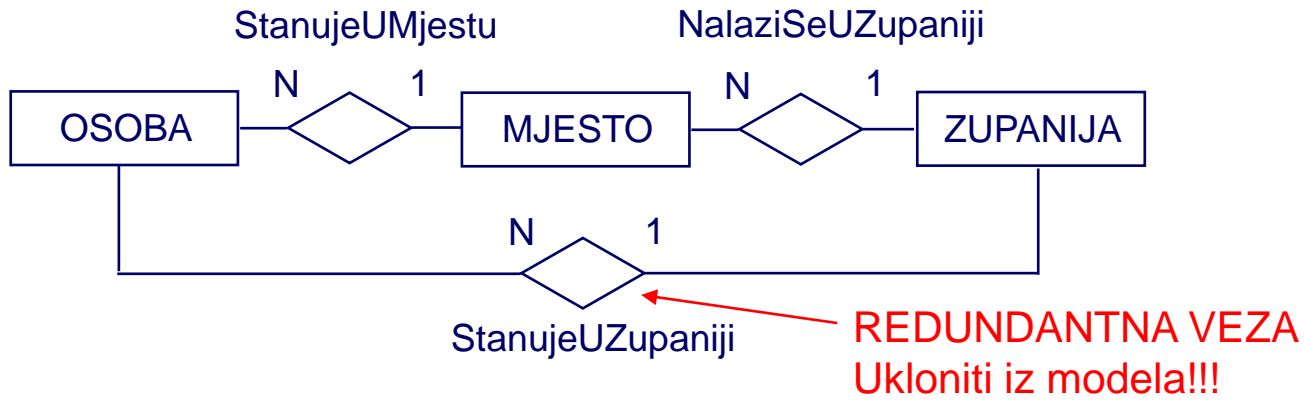 StanujeUMjestu NalaziSeUZupaniji
N 1 N 1
OSOBA MJESTO ZUPANIJA
N 1
StanujeUZupaniji
REDUNDANTNA VEZA
Ukloniti iz modela!!!